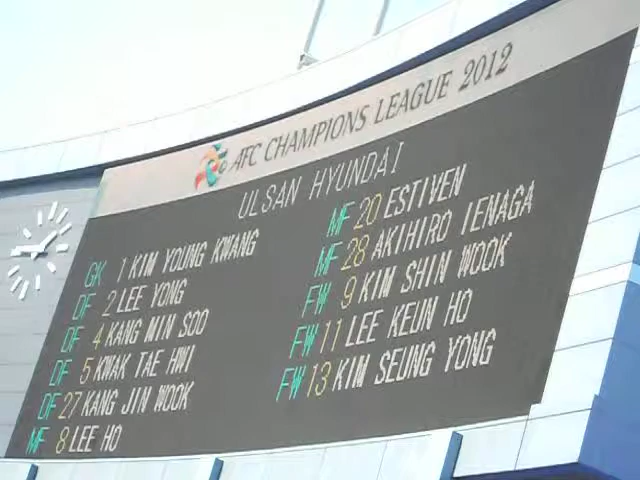 AFC CHAMPIONS LEAGUE 2012
ULSAN HYUNDAI
GK 1 KIM YOUNG KWANG
DF 2 LEE YONG
DF 4 KANG MIN SOO
DF 5 KWAK TAE HWI
DF 27 KANG JIN WOOK
MF 8 LEE HO
MF 20 ESTIVEN
MF 28 AKIHIRO IENAGA
FW 9 KIM SHIN WOOK
FW 11 LEE KEUN HO
FW 13 KIM SEUNG YONG